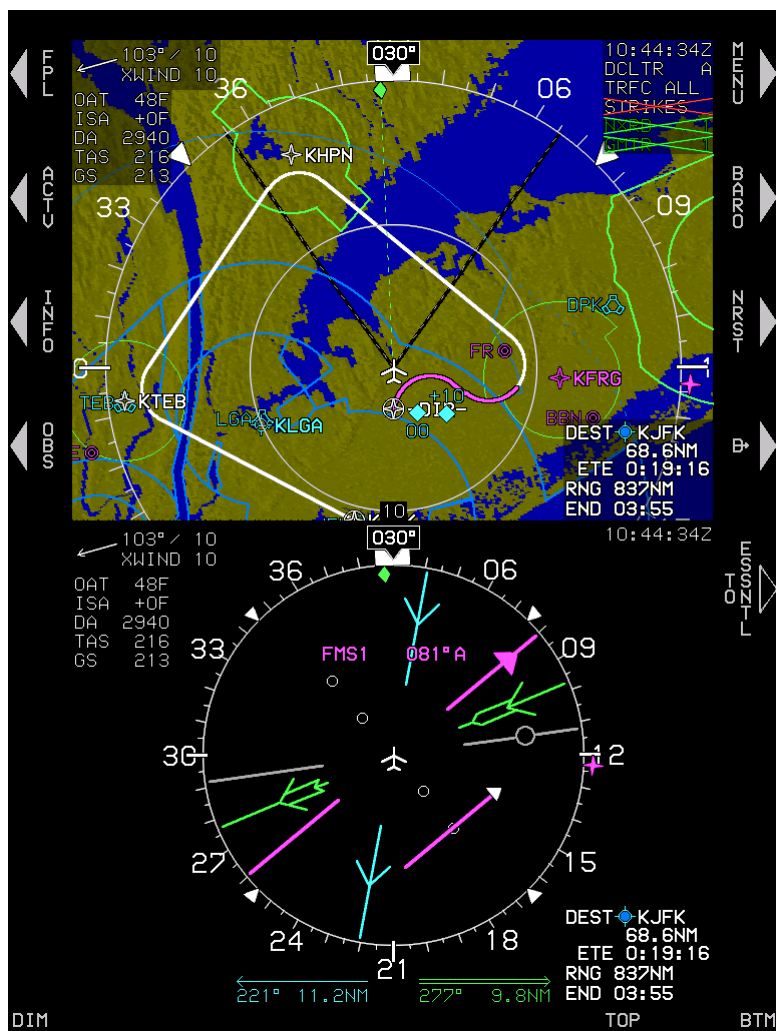 FPL
ACTV
INFO
OBS
MENU
BARO
NRST
D
ESSNTL
TO
103°/ 10
XWIND 10
OAT 48F
ISA +0F
DA 2940
TAS 216
GS 213
030°
10:44:34Z
DCLTR A
TRFC ALL
STRIKES
36
06
33
09
KHPN
DPK
FR
KFRG
TEB
KTEB
LGA
KLGA
-DIR-
+10
00
BBN
E
10
DEST KJFK
68.6NM
ETE 0:19:16
RNG 837NM
END 03:55
103°/ 10
XWIND 10
OAT 48F
ISA +0F
DA 2940
TAS 216
GS 213
030°
10:44:34Z
36
06
33
09
FMS1 081°A
30
12
27
15
24
18
21
DEST KJFK
68.6NM
ETE 0:19:16
RNG 837NM
END 03:55
221° 11.2NM
277° 9.8NM
DIM
TOP
BTM